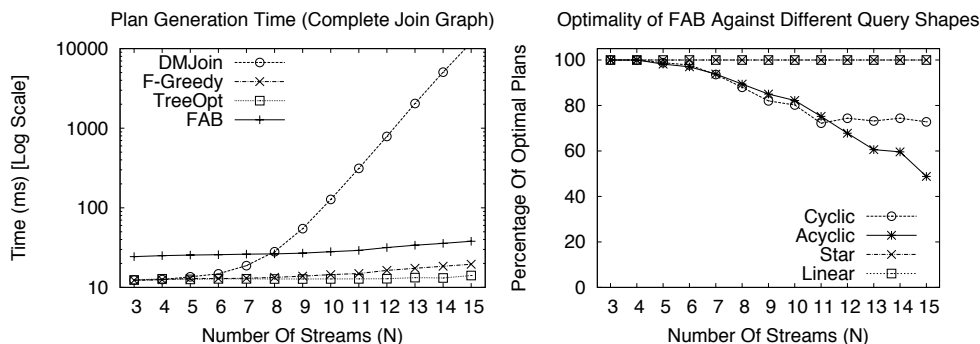 Plan Generation Time (Complete Join Graph)
Time (ms) [Log Scale]
10000
1000
100
10
DMJoin
F-Greedy
TreeOpt
FAB
3 4 5 6 7 8 9 10 11 12 13 14 15
Number Of Streams (N)
Optimality of FAB Against Different Query Shapes
Percentage Of Optimal Plans
100
80
60
40
20
0
Cyclic
Acyclic
Star
Linear
3 4 5 6 7 8 9 10 11 12 13 14 15
Number Of Streams (N)